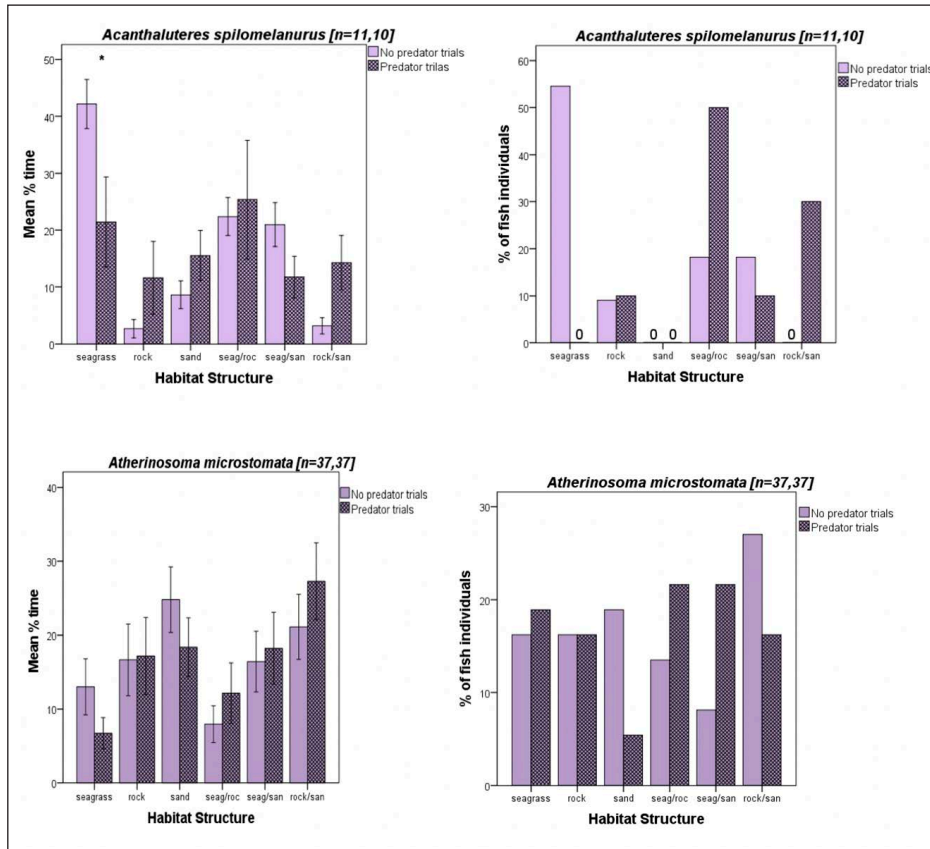 Acanthaluteres spilomelanurus [n=11,10]
No predator trials
Predator trilas
*
50
40
30
20
10
0
Mean % time
seagrass rock sand seag/roc seag/san rock/san
Habitat Structure
Acanthaluteres spilomelanurus [n=11,10]
No predator trials
Predator trials
60
50
40
30
20
10
0
% of fish individuals
0 0 0 0
seagrass rock sand seag/roc seag/san rock/san
Habitat Structure
Atherinosoma microstomata [n=37,37]
No predator trials
Predator trials
40
30
20
10
0
Mean % time
seagrass rock sand seag/roc seag/san rock/san
Habitat Structure
Atherinosoma microstomata [n=37,37]
No predator trials
Predator trials
30
20
10
0
% of fish individuals
seagrass rock sand seag/roc seag/san rock/san
Habitat Structure